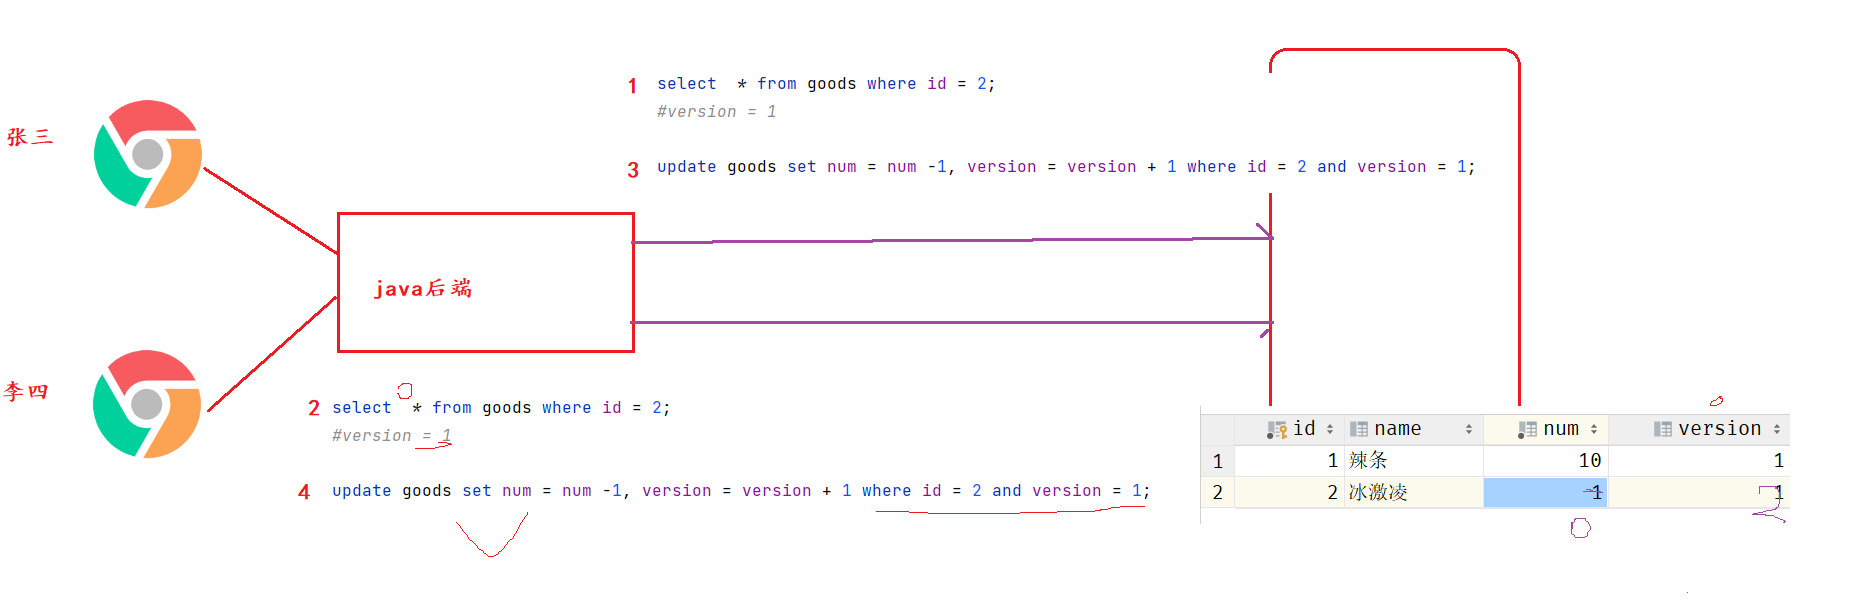 1 select * from goods where id = 2;
#version = 1
张三
3 update goods set num = num -1, version = version + 1 where id = 2 and version = 1;
java后端
李四
2 select * from goods where id = 2;
#version = 1
id name num version
1 1 辣条 10 1
2 2 冰激凌 1 1
4 update goods set num = num -1, version = version + 1 where id = 2 and version = 1;
2
0